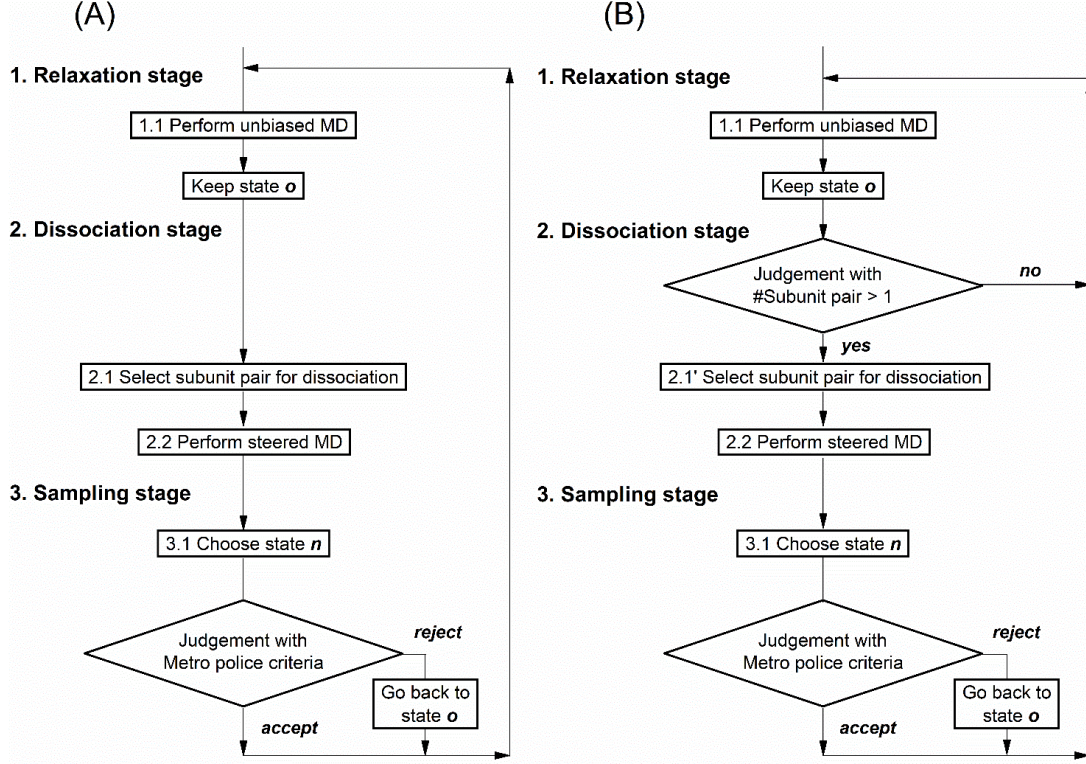 (A)
1. Relaxation stage
1.1 Perform unbiased MD
Keep state o
2. Dissociation stage
2.1 Select subunit pair for dissociation
2.2 Perform steered MD
3. Sampling stage
3.1 Choose state n
Judgement with
Metro police criteria
reject
Go back to
state o
accept
(B)
1. Relaxation stage
1.1 Perform unbiased MD
Keep state o
2. Dissociation stage
Judgement with
#Subunit pair > 1
no
yes
2.1' Select subunit pair for dissociation
2.2 Perform steered MD
3. Sampling stage
3.1 Choose state n
Judgement with
Metro police criteria
reject
Go back to
state o
accept